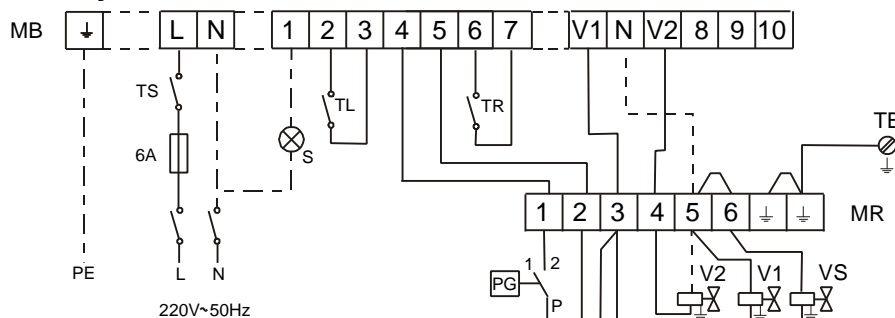 MB L N 1 2 3 4 5 6 7 V1 N V2 8 9 10
TS TL TR TE
6A S
1 2 3 4 5 6 MR
1 2
PE L N PG P V2 V1 VS
220V~50Hz